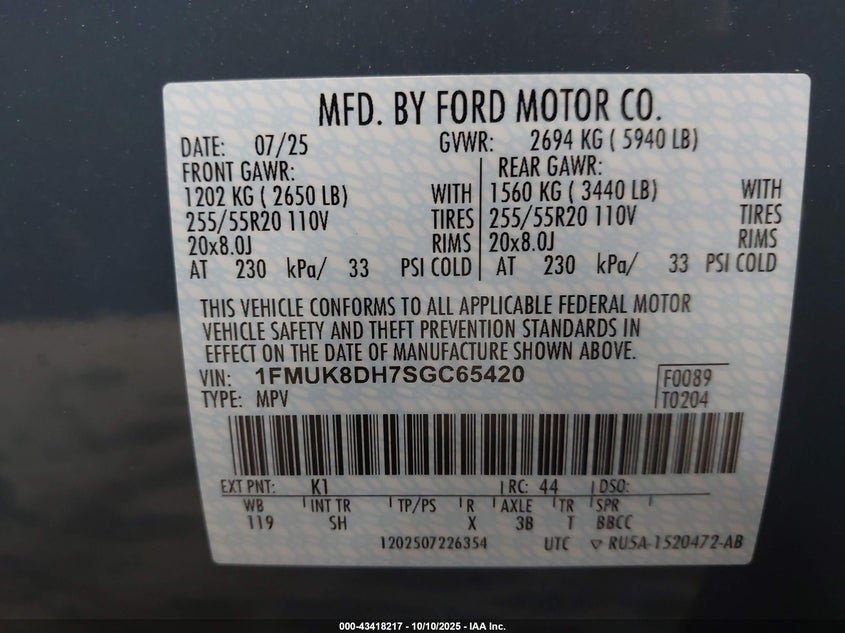 MFD. BY FORD MOTOR CO.
DATE: 07/25 GVWR: 2694 KG ( 5940 LB)
FRONT GAWR: REAR GAWR:
1202 KG ( 2650 LB) WITH 1560 KG ( 3440 LB) WITH
255/55R20 110V TIRES 255/55R20 110V TIRES
20x8.0J RIMS 20x8.0J RIMS
AT 230 kPa/ 33 PSI COLD AT 230 kPa/ 33 PSI COLD
THIS VEHICLE CONFORMS TO ALL APPLICABLE FEDERAL MOTOR
VEHICLE SAFETY AND THEFT PREVENTION STANDARDS IN
EFFECT ON THE DATE OF MANUFACTURE SHOWN ABOVE.
VIN: 1FMUK8DH7SGC65420 F0089
TYPE: MPV T0204
EXT PNT: K1 RC: 44 DSO:
WB INT TR TP/PS R AXLE TR SPR
119 SH X 3B T BBCC
1202507226354 UTC ▽ RU5A-1520472-AB
000-43418217 - 10/10/2025 - IAA Inc.